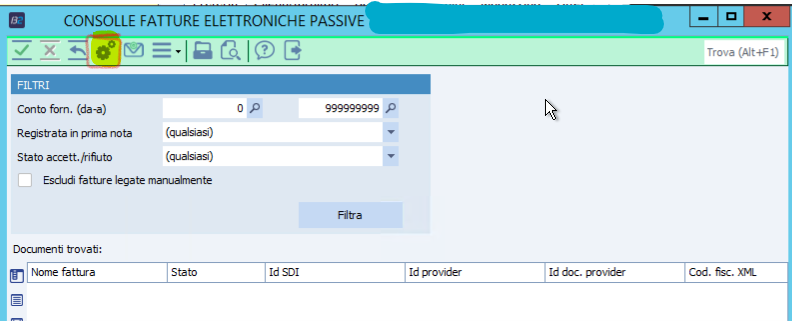 CONSOLLE FATTURE ELETTRONICHE PASSIVE
Trova (Alt+F1)
FILTRI
Conto forn. (da-a) 0 999999999
Registrata in prima nota (qualsiasi)
Stato accett./rifiuto (qualsiasi)
Escludi fatture legate manualmente
Filtra
Documenti trovati:
Nome fattura Stato Id SDI Id provider Id doc. provider Cod. fisc. XML